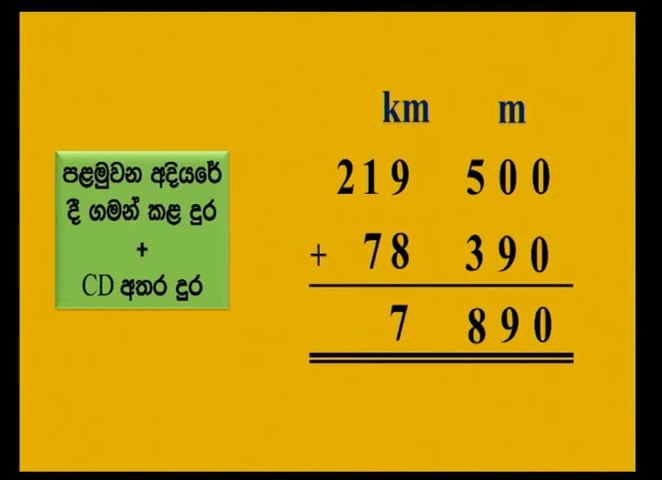 පළමුවන අදියරේ
දී ගමන් කළ දුර
+
CD අතර දුර
km m
219 500
+ 78 390
7 890